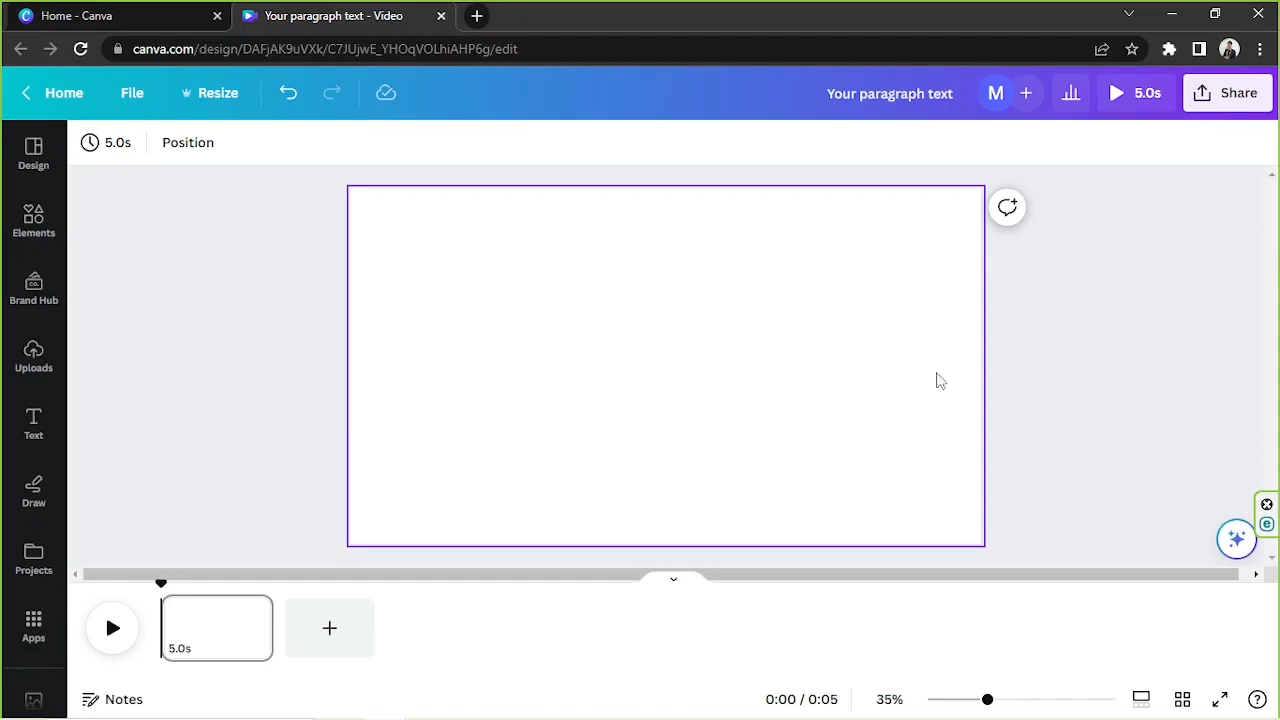 Home - Canva
Your paragraph text - Video
canva.com/design/DAFjAK9uVXk/C7JUjwE_YHOqVOLhiAHP6g/edit
Home
File
Resize
Your paragraph text
M
5.0s
Share
5.0s
Position
Design
Elements
CO.
Brand Hub
Uploads
Text
Draw
Projects
Apps
5.0s
Notes
0:00 / 0:05
35%